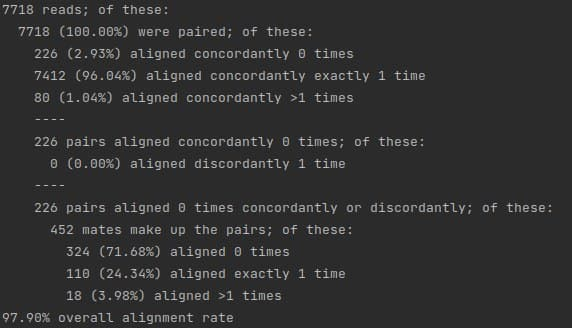 7718 reads; of these:
  7718 (100.00%) were paired; of these:
    226 (2.93%) aligned concordantly 0 times
    7412 (96.04%) aligned concordantly exactly 1 time
    80 (1.04%) aligned concordantly >1 times
    ----
    226 pairs aligned concordantly 0 times; of these:
      0 (0.00%) aligned discordantly 1 time
    ----
    226 pairs aligned 0 times concordantly or discordantly; of these:
      452 mates make up the pairs; of these:
        324 (71.68%) aligned 0 times
        110 (24.34%) aligned exactly 1 time
        18 (3.98%) aligned >1 times
97.90% overall alignment rate